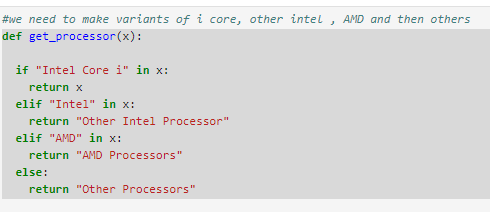 #we need to make variants of i core, other intel , AMD and then others
def get_processor(x):
if "Intel Core i" in x:
return x
elif "Intel" in x:
return "Other Intel Processor"
elif "AMD" in x:
return "AMD Processors"
else:
return "Other Processors"